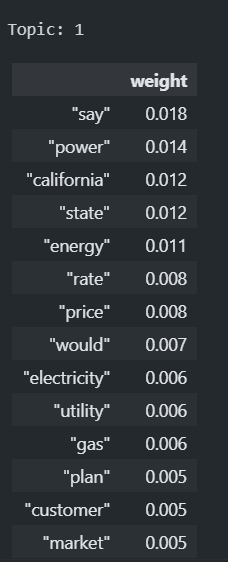 Topic: 1
weight
"say" 0.018
"power" 0.014
"california" 0.012
"state" 0.012
"energy" 0.011
"rate" 0.008
"price" 0.008
"would" 0.007
"electricity" 0.006
"utility" 0.006
"gas" 0.006
"plan" 0.005
"customer" 0.005
"market" 0.005